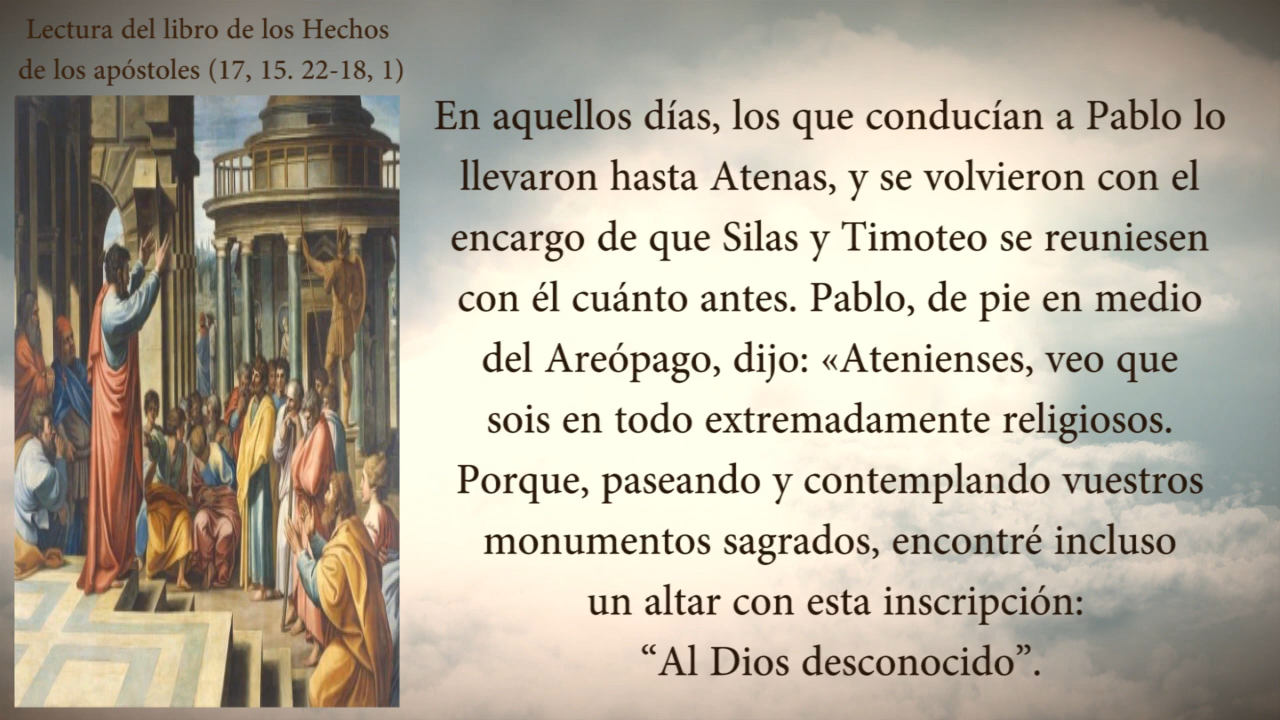 Lectura del libro de los Hechos
de los apóstoles (17, 15. 22-18, 1)
En aquellos días, los que conducían a Pablo lo
llevaron hasta Atenas, y se volvieron con el
encargo de que Silas y Timoteo se reuniesen
con él cuánto antes. Pablo, de pie en medio
del Areópago, dijo: «Atenienses, veo que
sois en todo extremadamente religiosos.
Porque, paseando y contemplando vuestros
monumentos sagrados, encontré incluso
un altar con esta inscripción:
“Al Dios desconocido”.